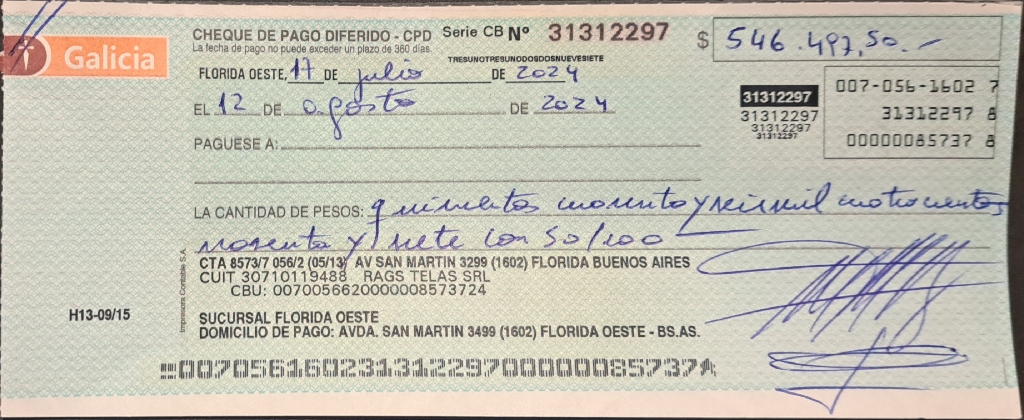 Galicia
CHEQUE DE PAGO DIFERIDO - CPD Serie CB Nº 31312297
La fecha de pago no puede exceder un plazo de 360 días.
TRESUNOTRESUNODOSDOSNUEVESIETE
$ 546.497,50.-
FLORIDA OESTE, 17 DE julio DE 2024
EL 12 DE agosto DE 2024
31312297
31312297
31312297
31312297
007-056-1602 7
31312297 8
00000085737 8
PAGUESE A:
LA CANTIDAD DE PESOS: quinientos cuarenta y seis mil cuatrocientos
noventa y siete con 50/100
CTA 8573/7 056/2 (05/13) AV SAN MARTIN 3299 (1602) FLORIDA BUENOS AIRES
CUIT 30710119488 RAGS TELAS SRL
CBU: 0070056620000008573724
Impresora Contable S.A.
H13-09/15
SUCURSAL FLORIDA OESTE
DOMICILIO DE PAGO: AVDA. SAN MARTIN 3499 (1602) FLORIDA OESTE - BS.AS.
00705616023131229700000085737